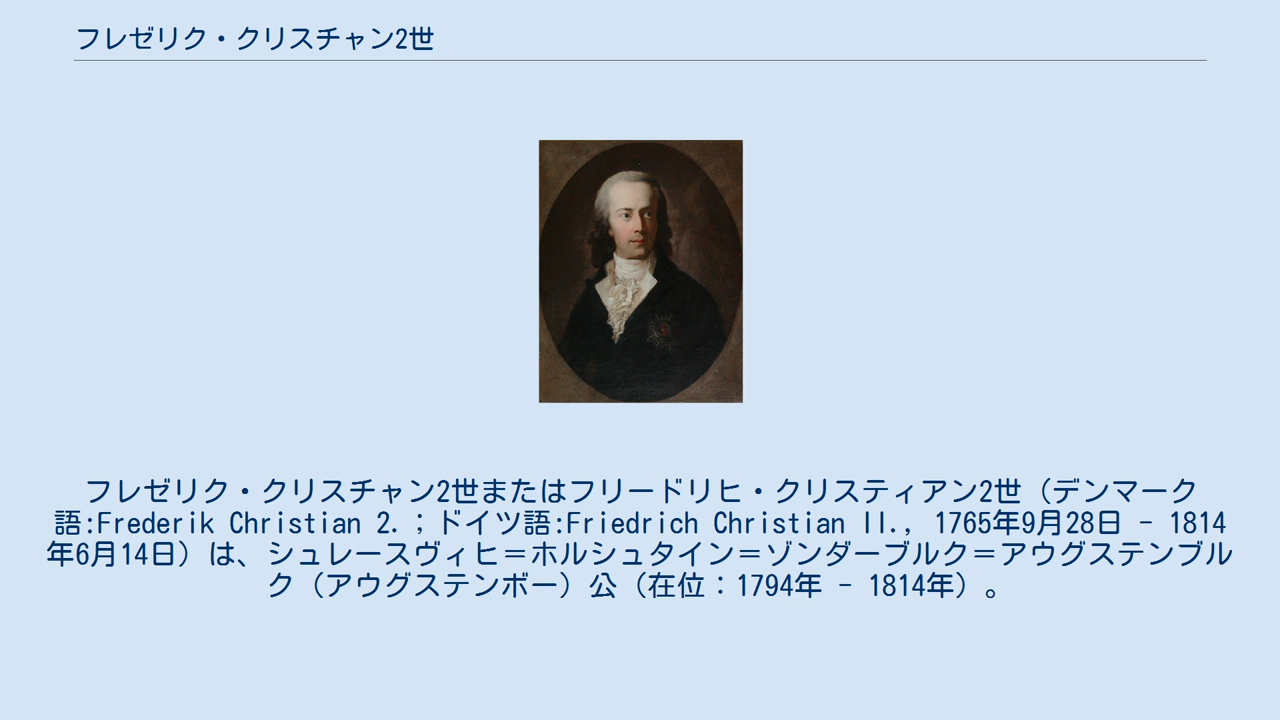 フレゼリク・クリスチャン2世
フレゼリク・クリスチャン2世またはフリードリヒ・クリスティアン2世（デンマーク
語:Frederik Christian 2.；ドイツ語:Friedrich Christian II., 1765年9月28日 - 1814
年6月14日）は、シュレースヴィヒ＝ホルシュタイン＝ゾンダーブルク＝アウグステンブル
ク（アウグステンボー）公（在位：1794年 - 1814年）。